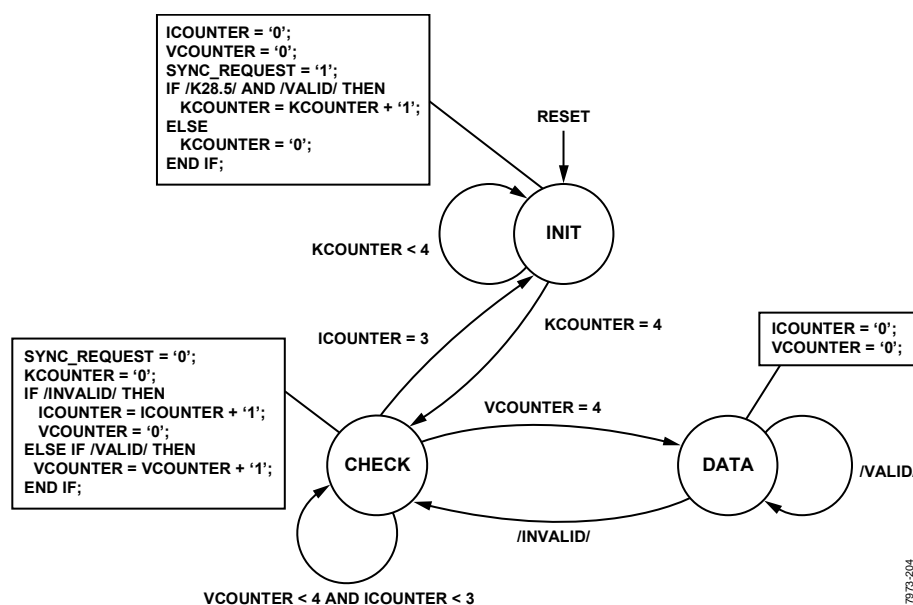 ICOUNTER = ‘0’;
VCOUNTER = ‘0’;
SYNC_REQUEST = ‘1’;
IF /K28.5/ AND /VALID/ THEN
KCOUNTER = KCOUNTER + ‘1’;
ELSE
KCOUNTER = ‘0’;
END IF;
RESET
INIT
KCOUNTER < 4
ICOUNTER = 3
KCOUNTER = 4
ICOUNTER = ‘0’;
VCOUNTER = ‘0’;
SYNC_REQUEST = ‘0’;
KCOUNTER = ‘0’;
IF /INVALID/ THEN
ICOUNTER = ICOUNTER + ‘1’;
VCOUNTER = ‘0’;
ELSE IF /VALID/ THEN
VCOUNTER = VCOUNTER + ‘1’;
END IF;
VCOUNTER = 4
CHECK
DATA
/VALID/
/INVALID/
VCOUNTER < 4 AND ICOUNTER < 3
7973-204